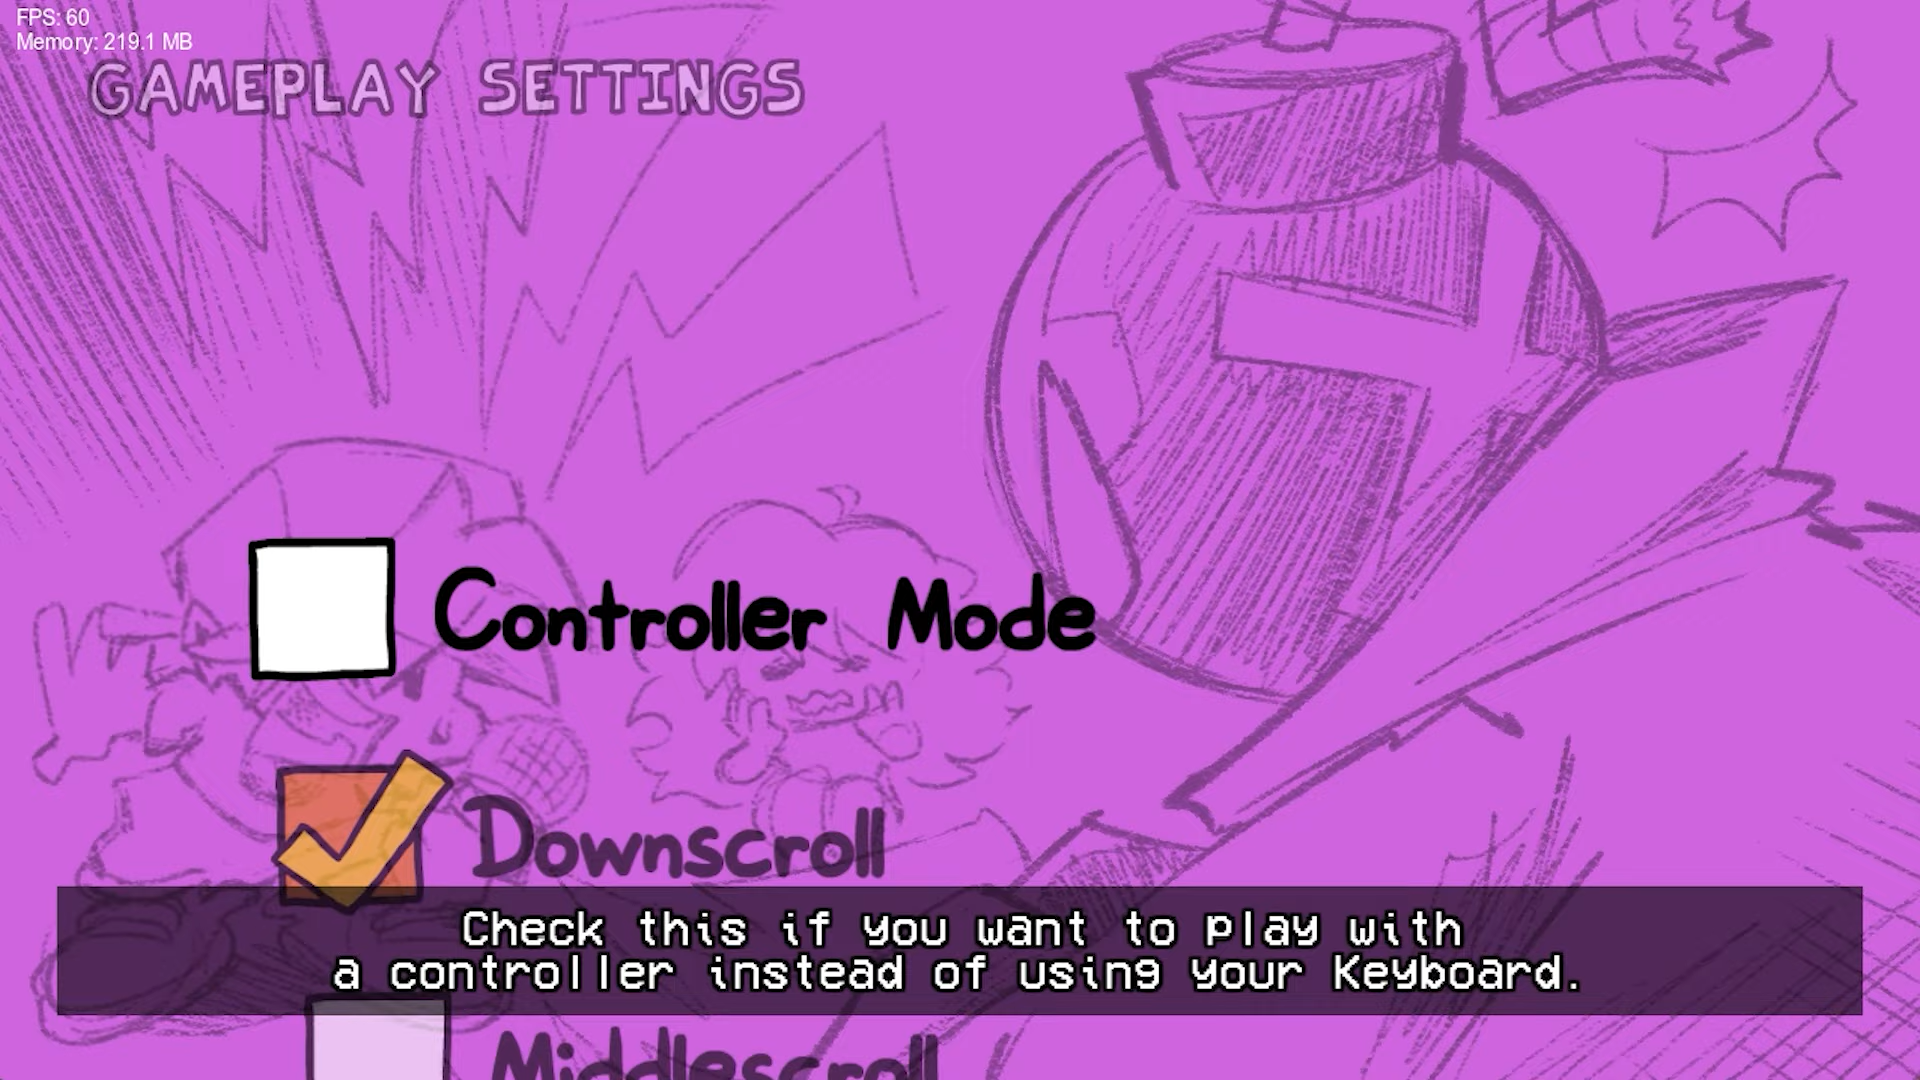 FPS: 60
Memory: 219.1 MB
GAMEPLAY SETTINGS
Controller Mode
Downscroll
Check this if you want to play with
a controller instead of using your Keyboard.
Middlescroll